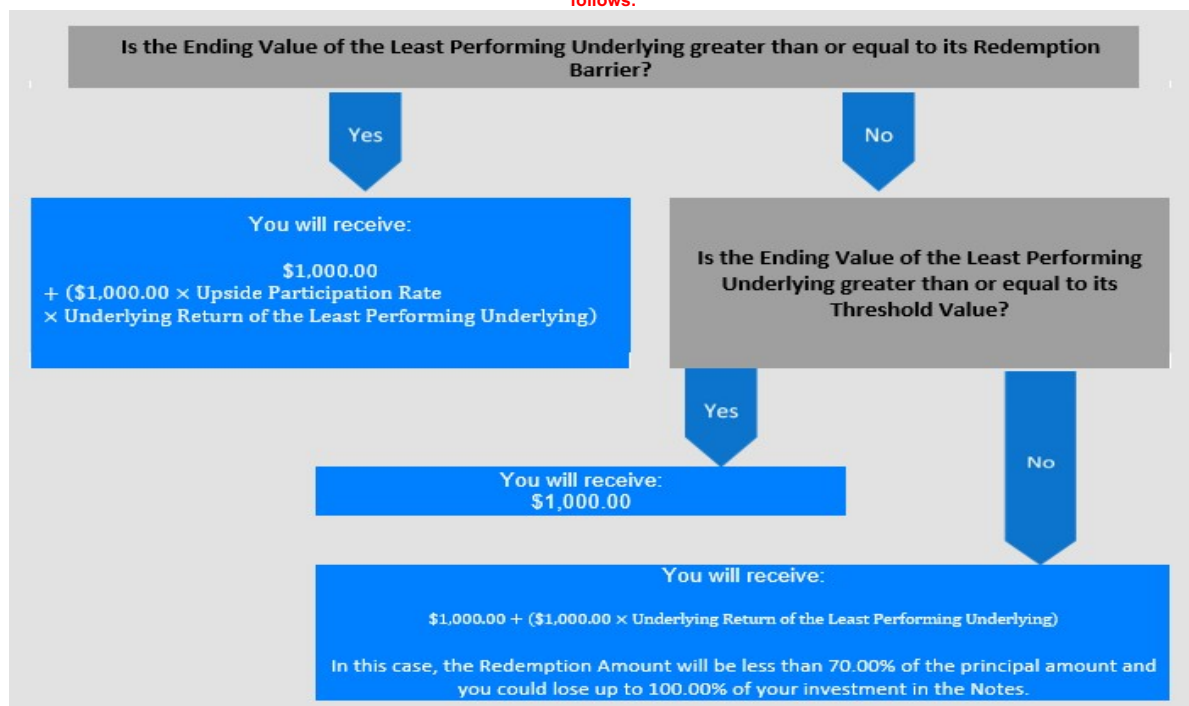 follows:
Is the Ending Value of the Least Performing Underlying greater than or equal to its Redemption
Barrier?
Yes
No
You will receive:
$1,000.00
+ ($1,000.00 × Upside Participation Rate
× Underlying Return of the Least Performing Underlying)
Is the Ending Value of the Least Performing
Underlying greater than or equal to its
Threshold Value?
Yes
No
You will receive:
$1,000.00
You will receive:
$1,000.00 + ($1,000.00 × Underlying Return of the Least Performing Underlying)
In this case, the Redemption Amount will be less than 70.00% of the principal amount and
you could lose up to 100.00% of your investment in the Notes.